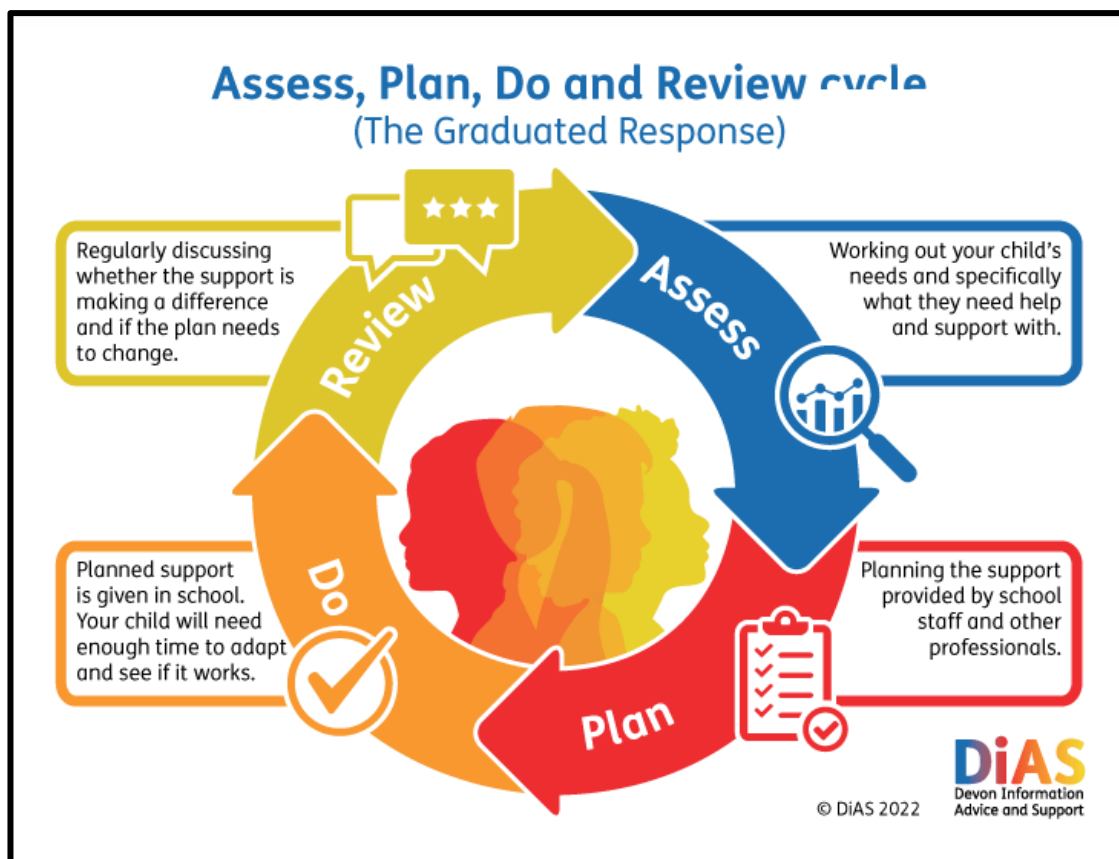 Assess, Plan, Do and Review cycle
(The Graduated Response)
Regularly discussing
whether the support is
making a difference
and if the plan needs
to change.
Review
Assess
Working out your child's
needs and specifically
what they need help
and support with.
Planned support
is given in school.
Your child will need
enough time to adapt
and see if it works.
Do
Plan
Planning the support
provided by school
staff and other
professionals.
© DiAS 2022
DiAS
Devon Information
Advice and Support